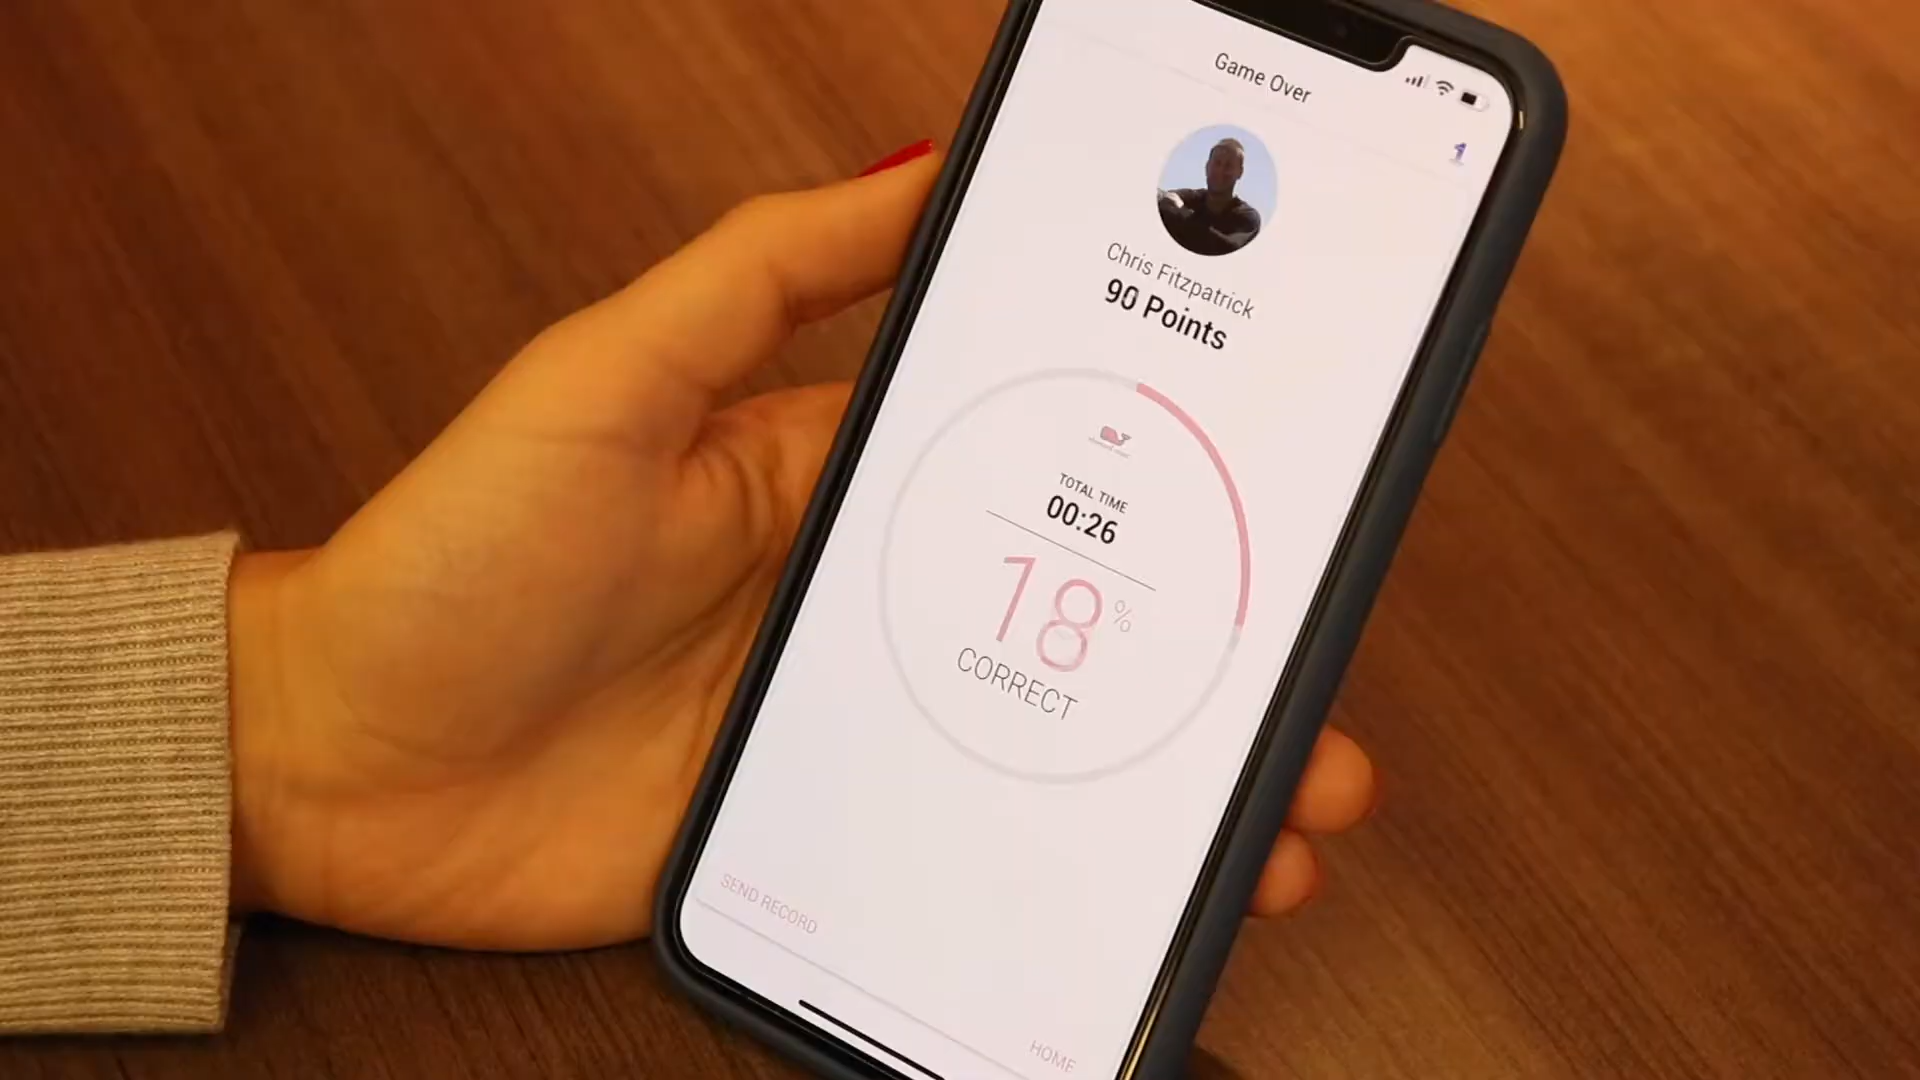 Game Over
1
Chris Fitzpatrick
90 Points
TOTAL TIME
00:26
18%
CORRECT
SEND RECORD
HOME